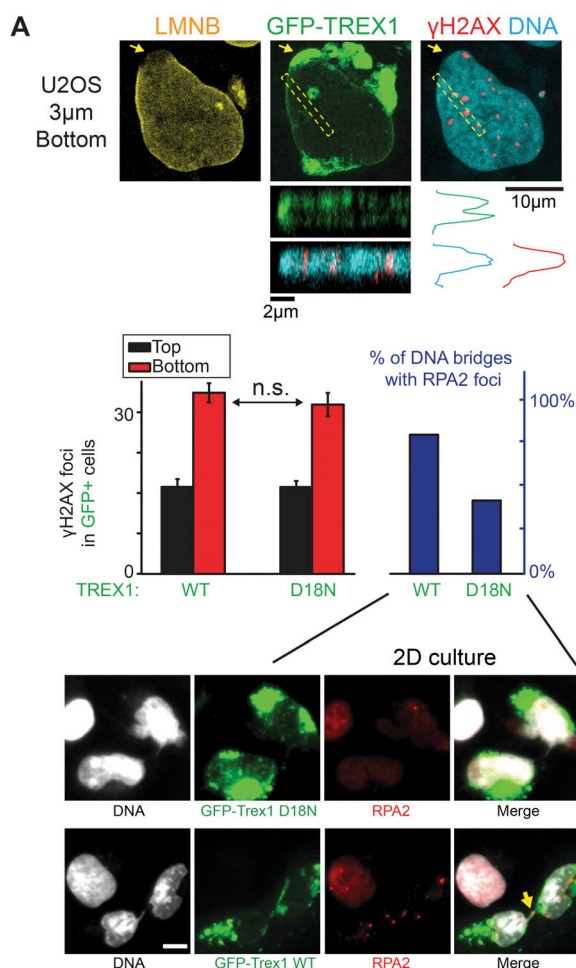 A
LMNB
GFP-TREX1
γH2AX DNA
U2OS
3µm
Bottom
10µm
2µm
Top
Bottom
% of DNA bridges
with RPA2 foci
n.s.
30
0
γH2AX foci
in GFP+ cells
100%
0%
TREX1:
WT
D18N
WT
D18N
2D culture
DNA
GFP-Trex1 D18N
RPA2
Merge
DNA
GFP-Trex1 WT
RPA2
Merge